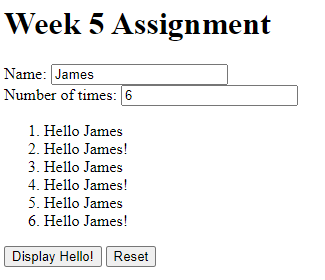 Week 5 Assignment
Name: James
Number of times: 6
1. Hello James
2. Hello James!
3. Hello James
4. Hello James!
5. Hello James
6. Hello James!
Display Hello! Reset